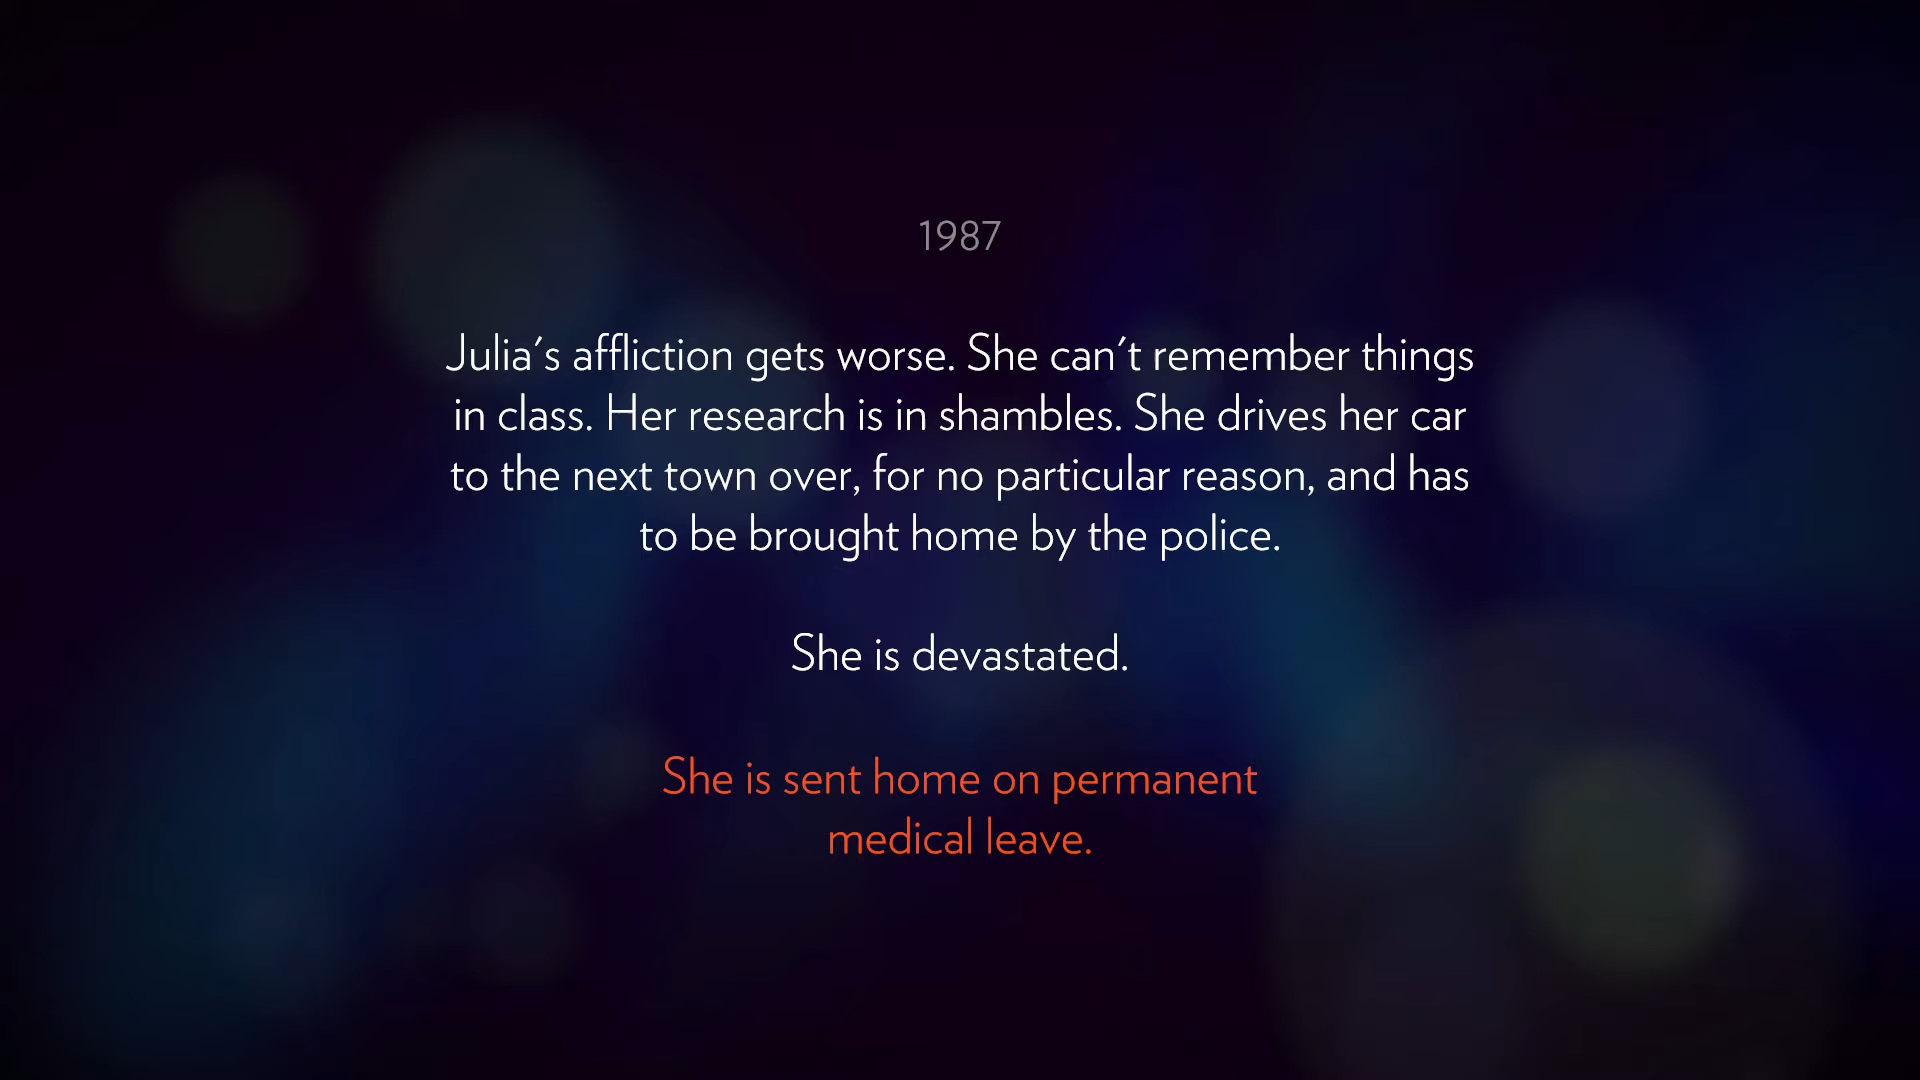 1987
Julia's affliction gets worse. She can't remember things
in class. Her research is in shambles. She drives her car
to the next town over, for no particular reason, and has
to be brought home by the police.
She is devastated.
She is sent home on permanent
medical leave.